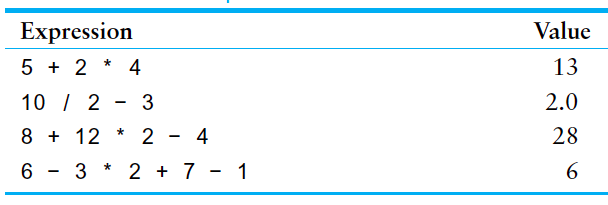 Expression Value
5 + 2 * 4 13
10 / 2 - 3 2.0
8 + 12 * 2 - 4 28
6 - 3 * 2 + 7 - 1 6